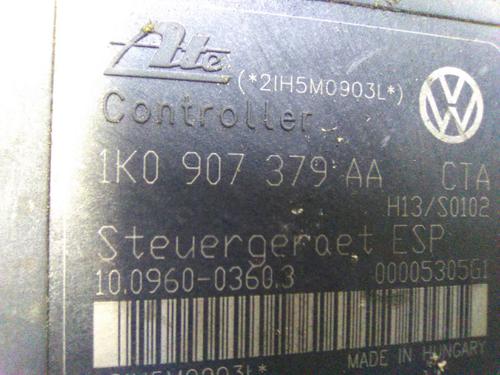 Ate (*2IH5M0903L*)
Controller
1K0 907 379 AA CTA
H13/S0102
Steuergeraet ESP
10.0960-0360.3 0000530561
MADE IN HUNGARY
*2IH5M0903L*